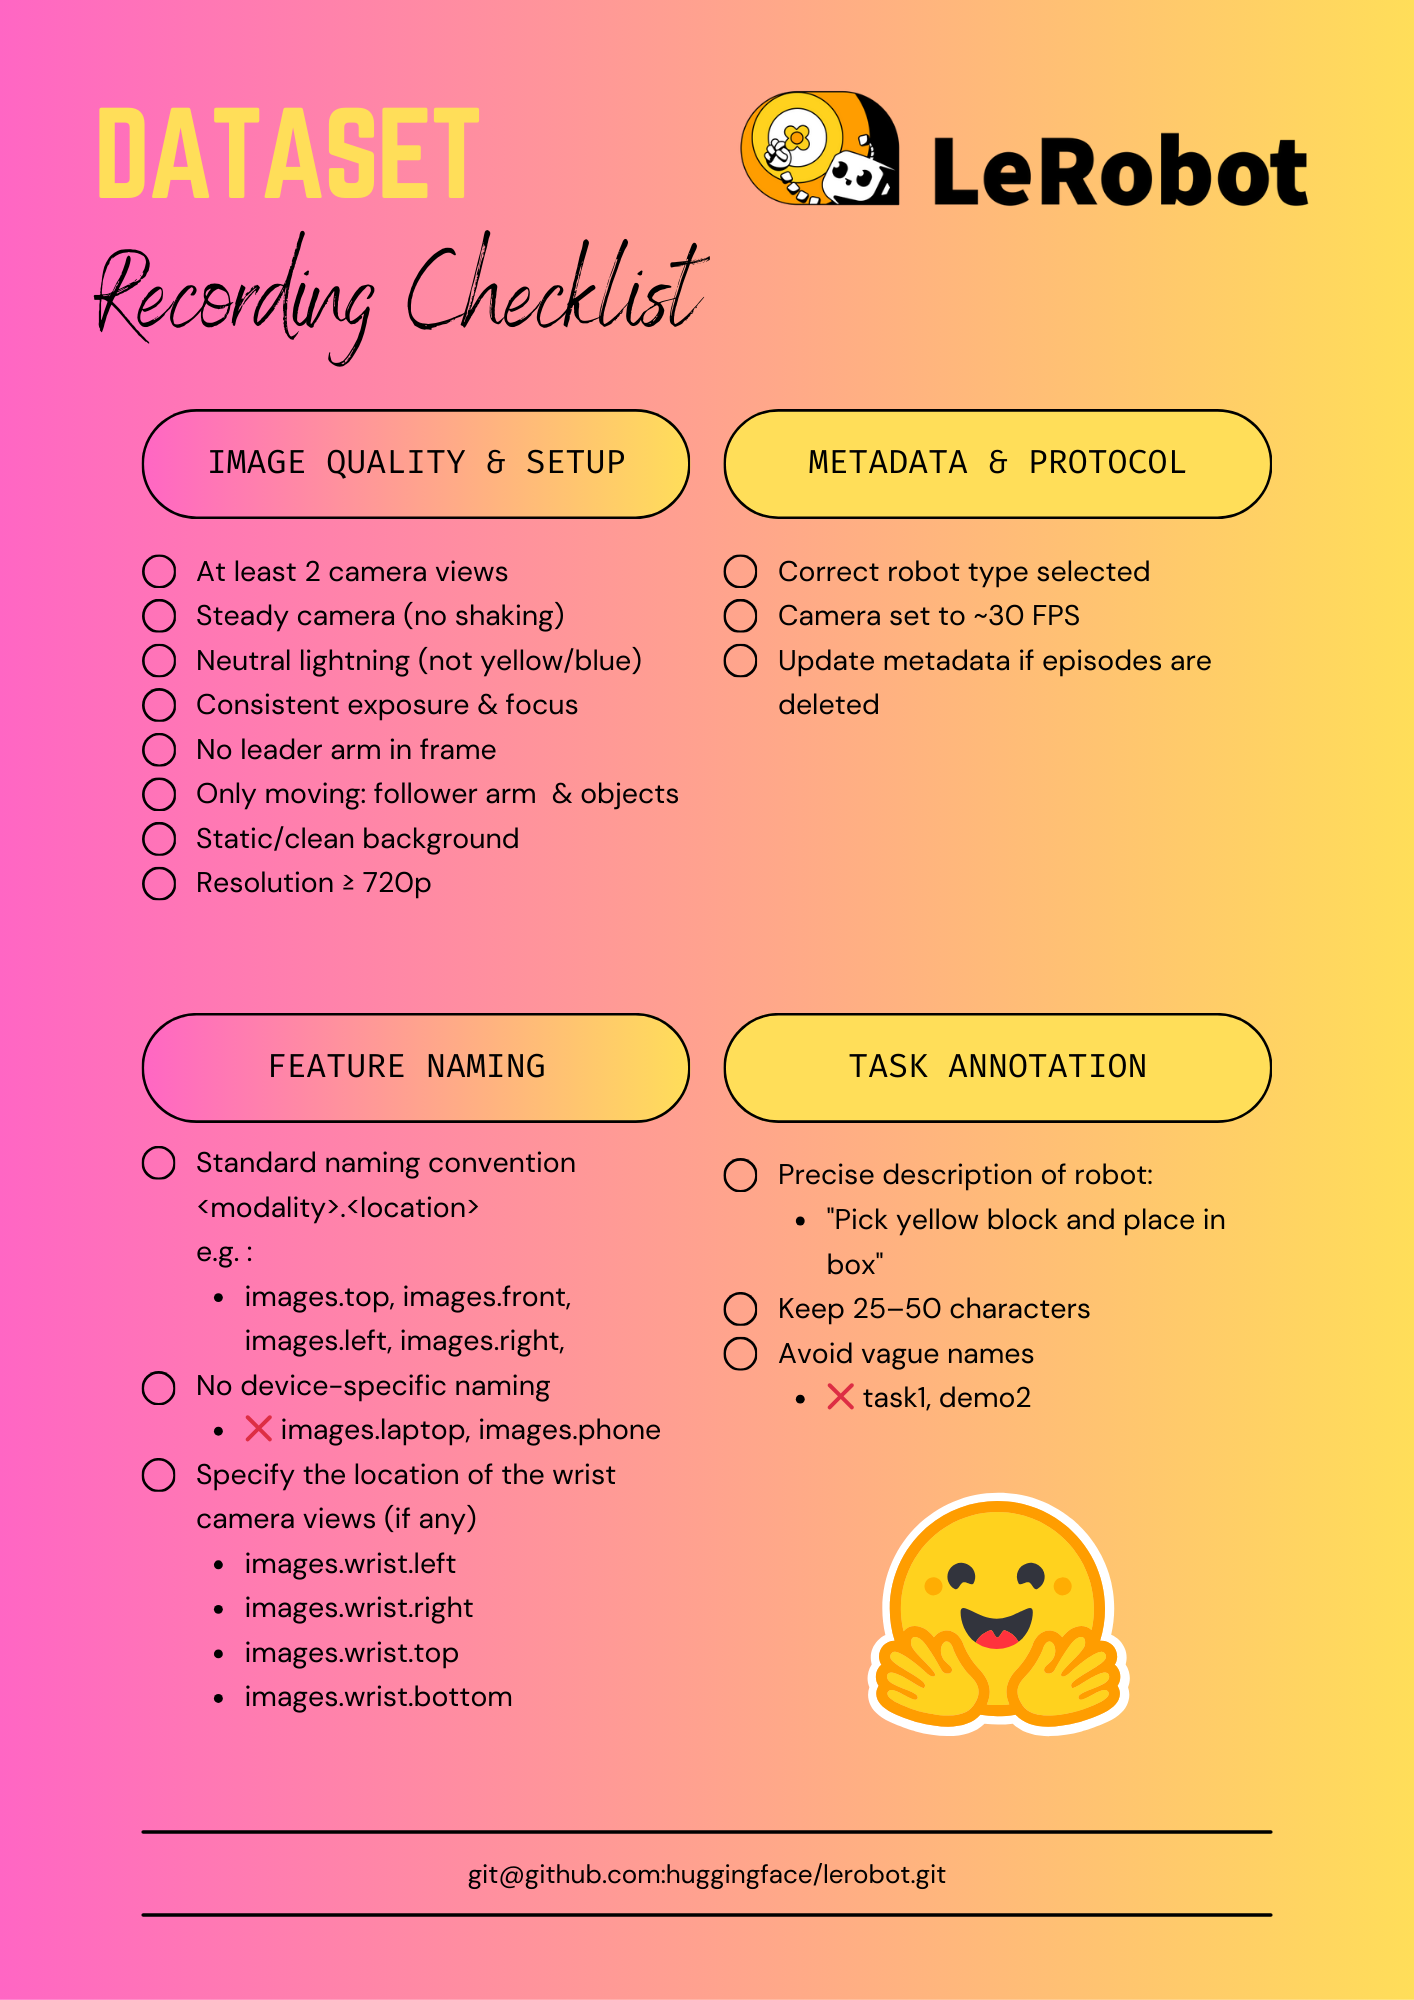 DATASET
LeRobot
Recording Checklist
IMAGE QUALITY & SETUP
At least 2 camera views
Steady camera (no shaking)
Neutral lightning (not yellow/blue)
Consistent exposure & focus
No leader arm in frame
Only moving: follower arm & objects
Static/clean background
Resolution ≥ 720p
METADATA & PROTOCOL
Correct robot type selected
Camera set to ~30 FPS
Update metadata if episodes are
deleted
FEATURE NAMING
Standard naming convention
<modality>.<location>
e.g. :
• images.top, images.front,
images.left, images.right,
No device-specific naming
• ❌ images.laptop, images.phone
Specify the location of the wrist
camera views (if any)
• images.wrist.left
• images.wrist.right
• images.wrist.top
• images.wrist.bottom
TASK ANNOTATION
Precise description of robot:
• "Pick yellow block and place in
box"
Keep 25–50 characters
Avoid vague names
• ❌ task1, demo2
git@github.com:huggingface/lerobot.git